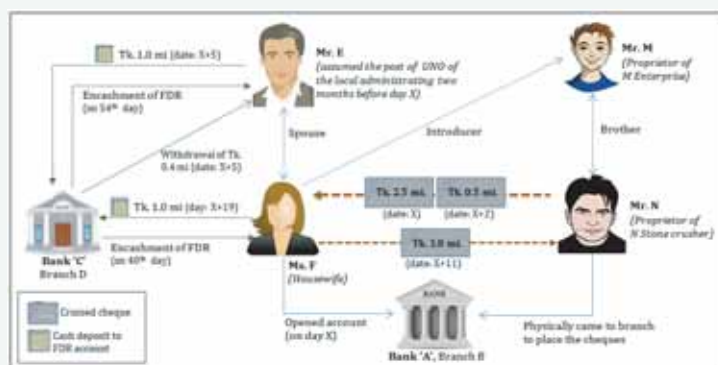 Tk. 1.0 mi (date: X+5)
Mr. E
(assumed the post of UNO of
the local administrating two
months before day X)
Mr. M
(Proprietor of
M Enterprise)
Encashment of FDR
(on 54th day)
Withdrawal of Tk.
0.4 mi (date: X+5)
Spouse
Introducer
Brother
Tk. 1.0 mi (day: X+19)
Tk. 2.5 mi.
(date: X)
Tk. 0.5 mi.
(date: X+2)
Mr. N
(Proprietor of
N Stone crusher)
Bank 'C'
Branch D
Encashment of FDR
(on 40th day)
Tk. 3.0 mi.
(date: X+11)
Ms. F
(Housewife)
Crossed cheque
Cash deposit to
FDR account
Opened account
(on day X)
BANK
Bank 'A', Branch B
Physically came to branch
to place the cheques